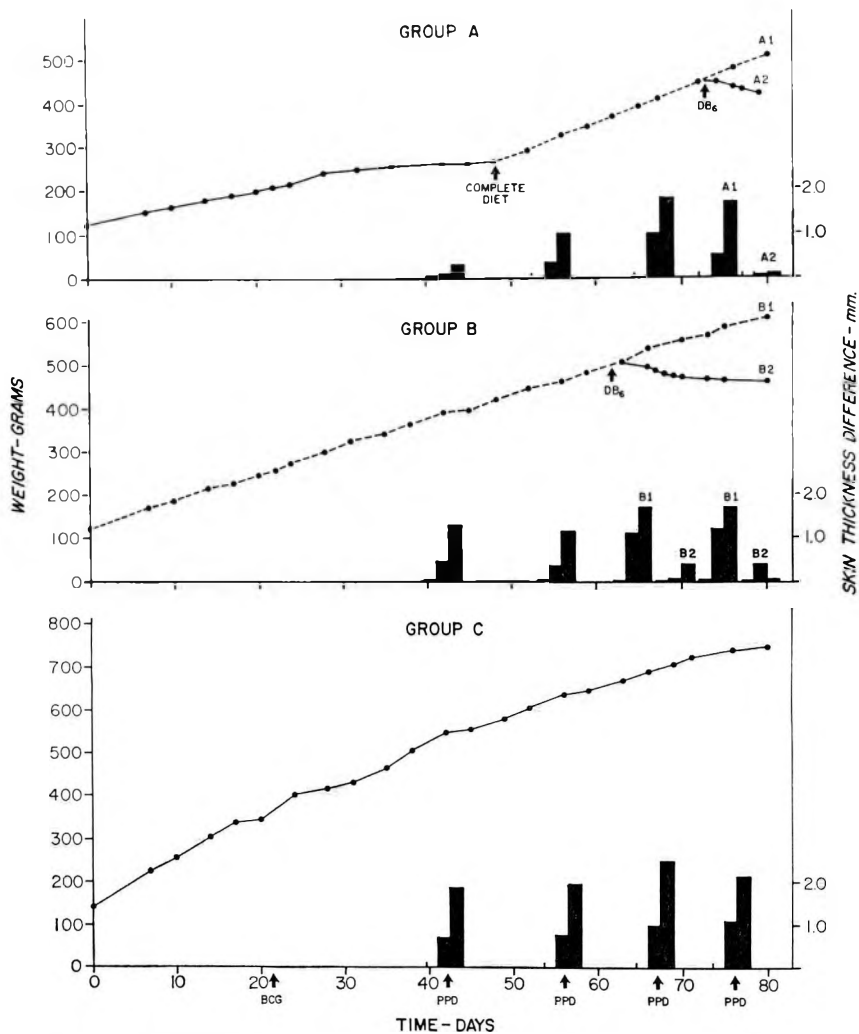 GROUP A
500
400
300
200
100
0
A1
A2
DB6
COMPLETE DIET
A1
A2
2.0
1.0
GROUP B
600
500
400
300
200
100
0
B1
B2
DB6
B1
B2
B1
B2
2.0
1.0
WEIGHT-GRAMS
SKIN THICKNESS DIFFERENCE-mm.
GROUP C
800
700
600
500
400
300
200
100
0
2.0
1.0
0 10 20 30 40 50 60 70 80
BCG PPD PPD PPD PPD
TIME-DAYS